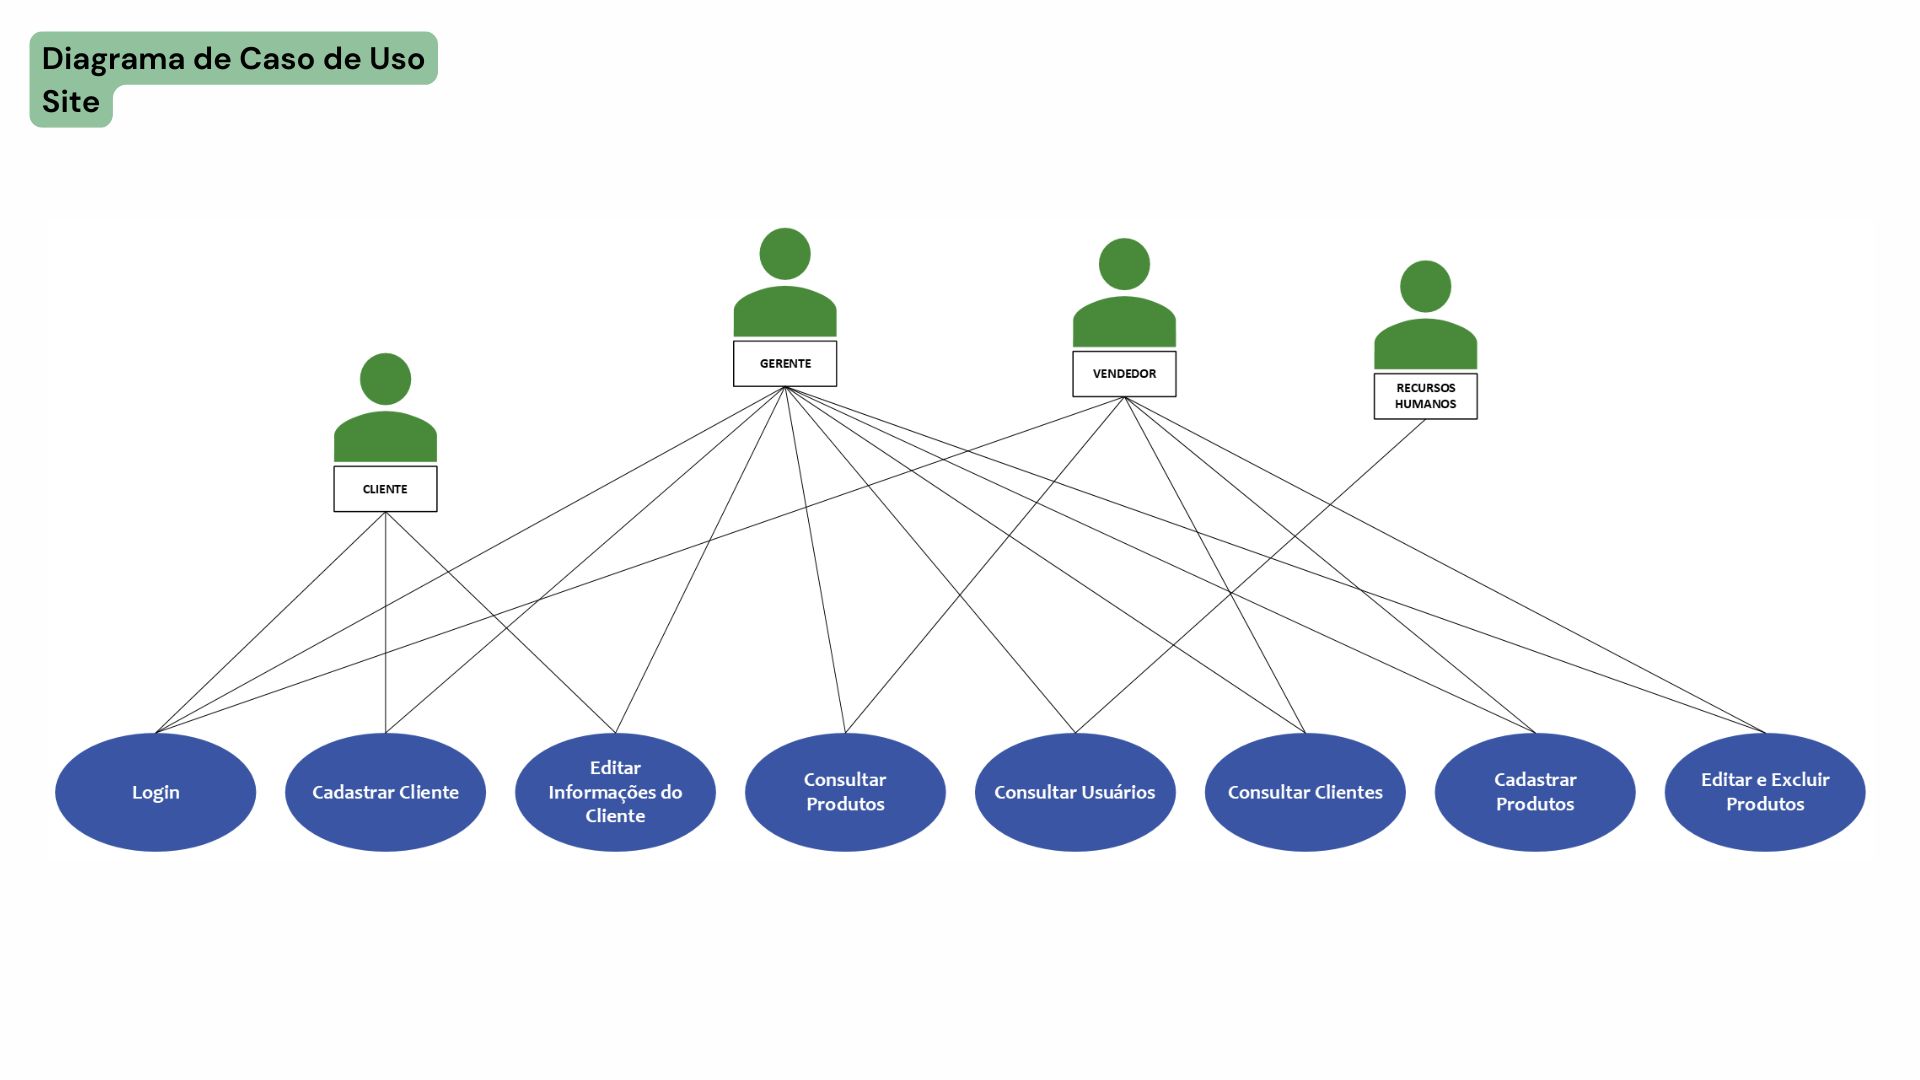 Diagrama de Caso de Uso
Site
GERENTE
VENDEDOR
RECURSOS
HUMANOS
CLIENTE
Login
Cadastrar Cliente
Editar
Informações do
Cliente
Consultar
Produtos
Consultar Usuários
Consultar Clientes
Cadastrar
Produtos
Editar e Excluir
Produtos